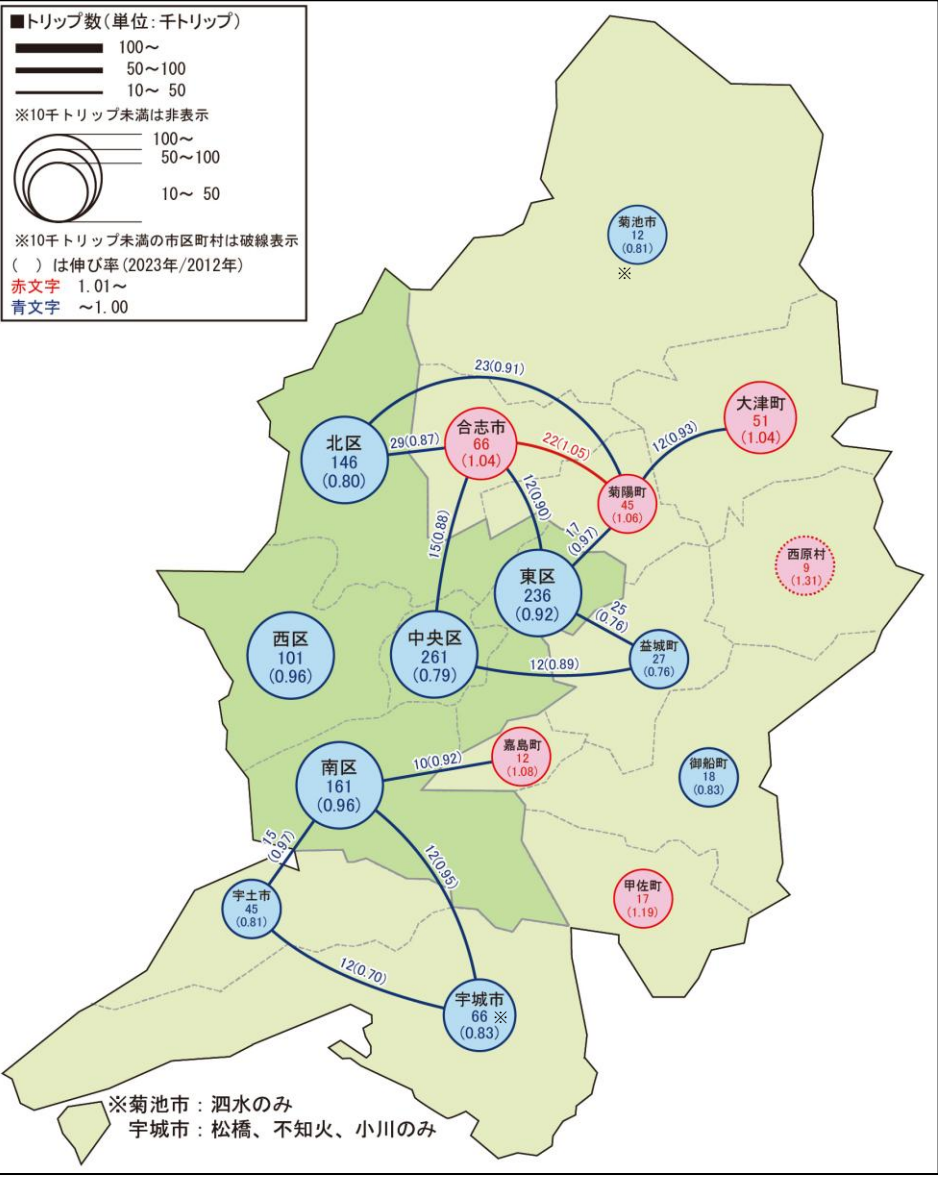 ■トリップ数(単位:千トリップ)
100～
50～100
10～ 50
※10千トリップ未満は非表示
100～
50～100
10～ 50
※10千トリップ未満の市区町村は破線表示
( )は伸び率(2023年/2012年)
赤文字 1.01～
青文字 ～1.00
菊池市
12
(0.81)
※
23(0.91)
大津町
51
(1.04)
合志市
66
(1.04)
北区
146
(0.80)
29(0.87)
22(1.05)
12(0.93)
菊陽町
45
(1.06)
12(0.90)
15(0.88)
17
(0.97)
西原村
9
(1.31)
東区
236
(0.92)
25
(0.76)
西区
101
(0.96)
中央区
261
(0.79)
12(0.89)
益城町
27
(0.76)
嘉島町
12
(1.08)
10(0.92)
御船町
18
(0.83)
南区
161
(0.96)
15
(0.97)
12(0.95)
甲佐町
17
(1.19)
宇土市
45
(0.81)
12(0.70)
宇城市
66 ※
(0.83)
※菊池市:泗水のみ
宇城市:松橋、不知火、小川のみ